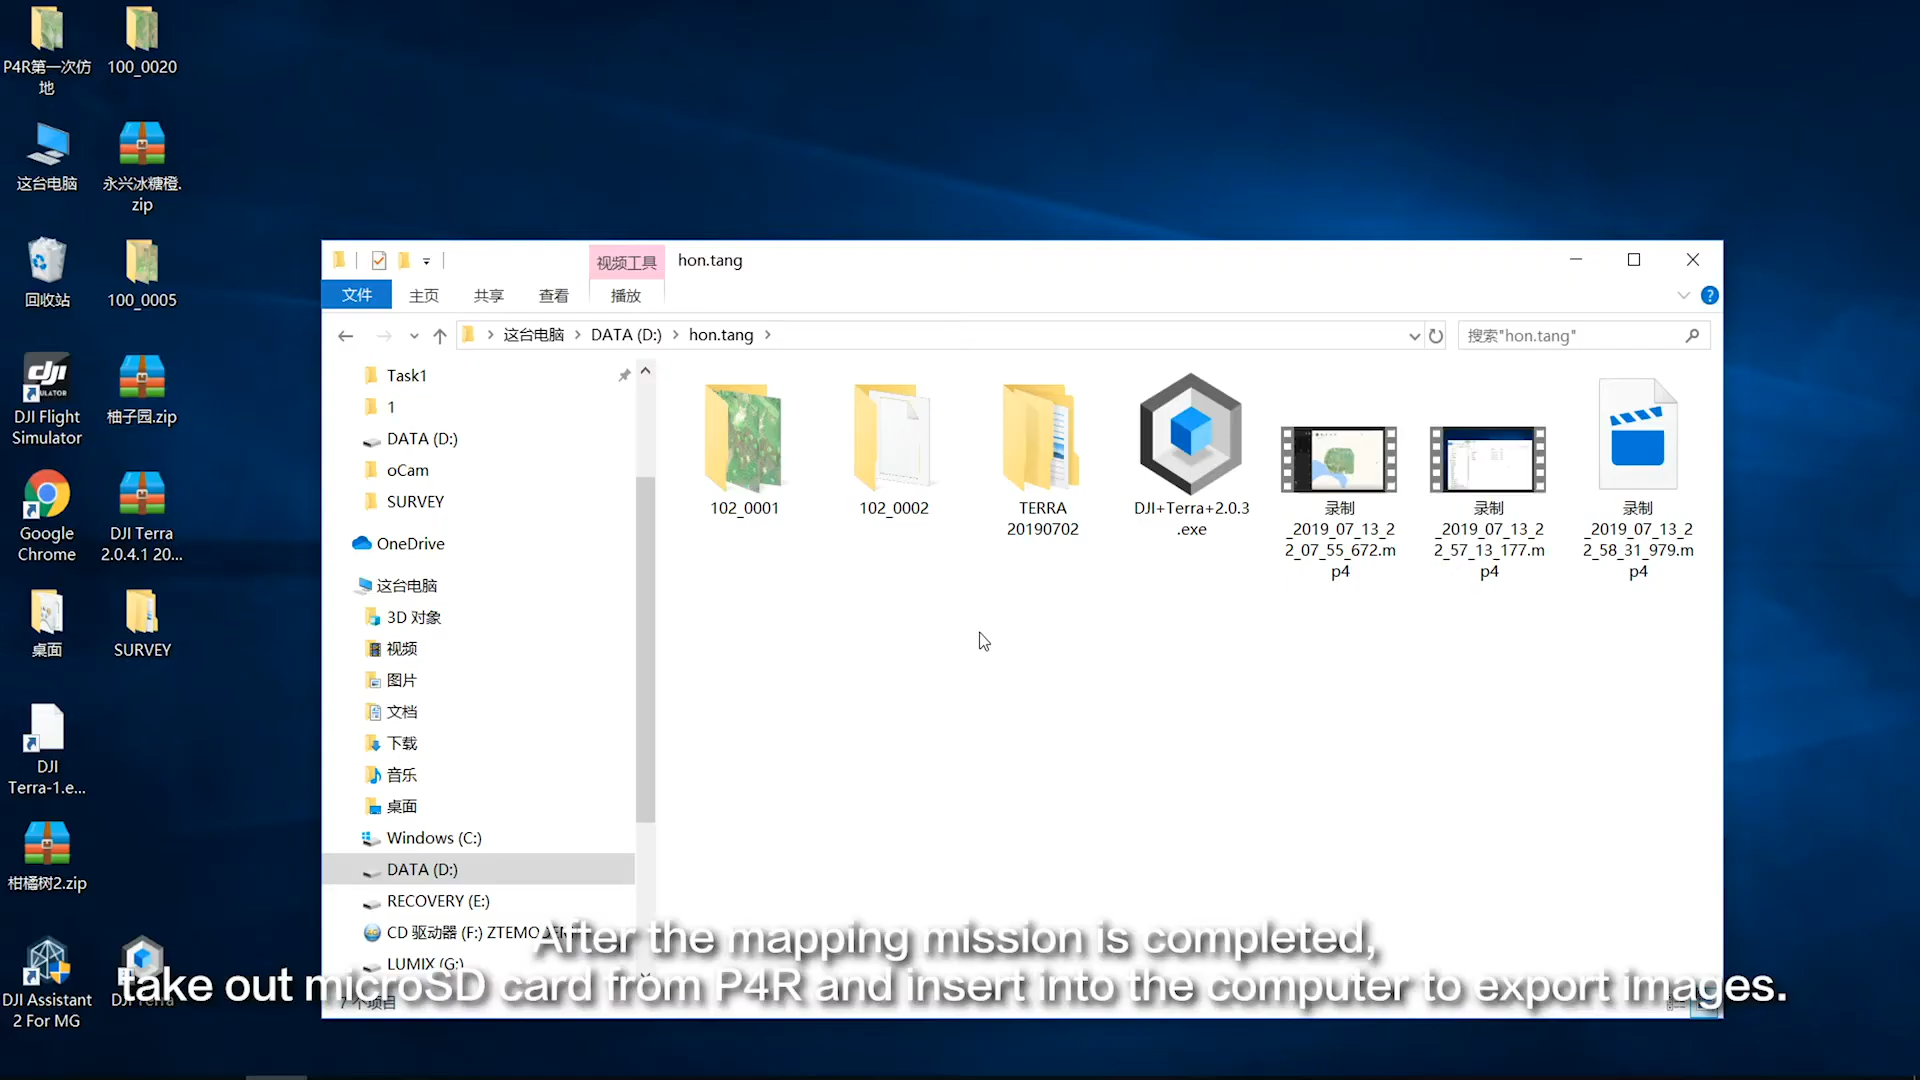 P4R第一次仿
地
100_0020
这台电脑
永兴冰糖橙.
zip
回收站
100_0005
DJI Flight
Simulator
柚子园.zip
Google
Chrome
DJI Terra
2.0.4.1 20...
桌面
SURVEY
DJI
Terra-1.e...
柑橘树2.zip
DJI Assistant
2 For MG
DJI Terra
视频工具
hon.tang
文件
主页
共享
查看
播放
这台电脑
DATA (D:)
hon.tang
搜索"hon.tang"
Task1
1
DATA (D:)
oCam
SURVEY
OneDrive
这台电脑
3D 对象
视频
图片
文档
下载
音乐
桌面
Windows (C:)
DATA (D:)
RECOVERY (E:)
CD 驱动器 (F:) ZTEMODEM
LUMIX (G:)
7 个项目
102_0001
102_0002
TERRA
20190702
DJI+Terra+2.0.3
.exe
录制
_2019_07_13_2
2_07_55_672.m
p4
录制
_2019_07_13_2
2_57_13_177.m
p4
录制
_2019_07_13_2
2_58_31_979.m
p4
After the mapping mission is completed,
take out microSD card from P4R and insert into the computer to export images.